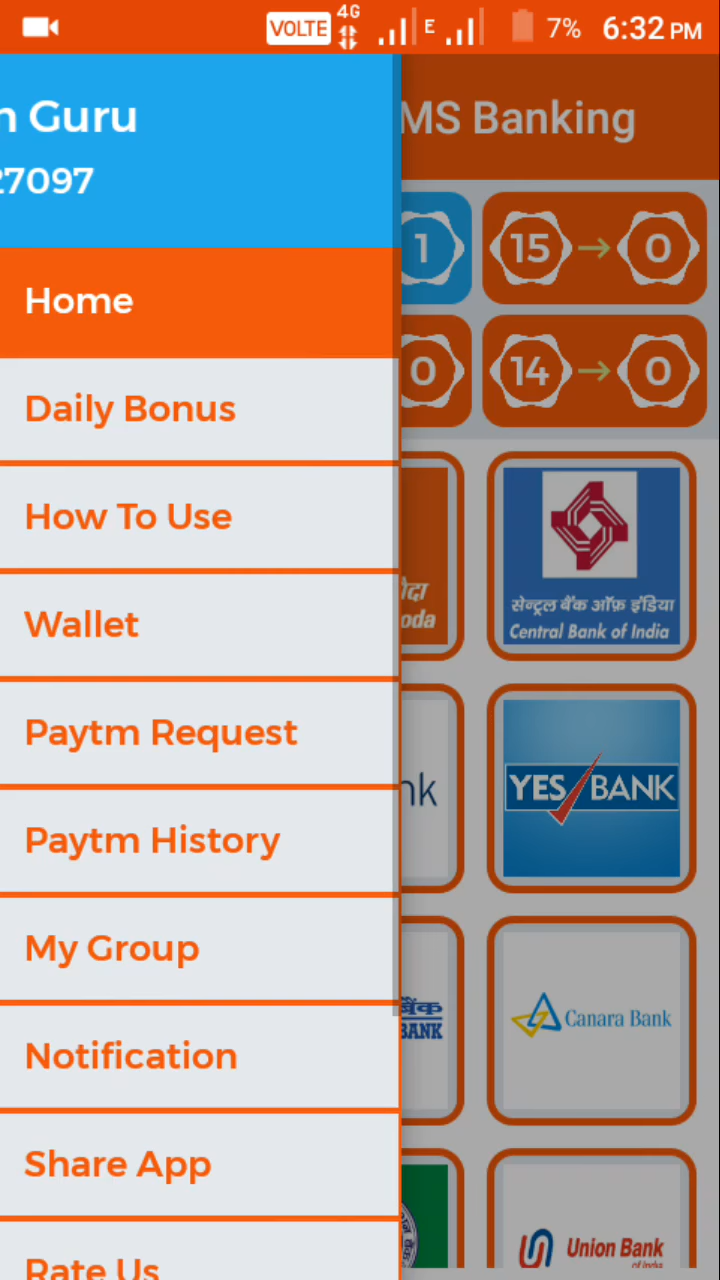 VOLTE 4G E 7% 6:32 PM
n Guru
27097
MS Banking
1 15 → 0
0 14 → 0
Home
Daily Bonus
How To Use
Wallet
Paytm Request
Paytm History
My Group
Notification
Share App
Rate Us
oda
सेन्ट्रल बैंक ऑफ़ इंडिया
Central Bank of India
nk
YES BANK
बैंक
BANK
Canara Bank
Union Bank
of India